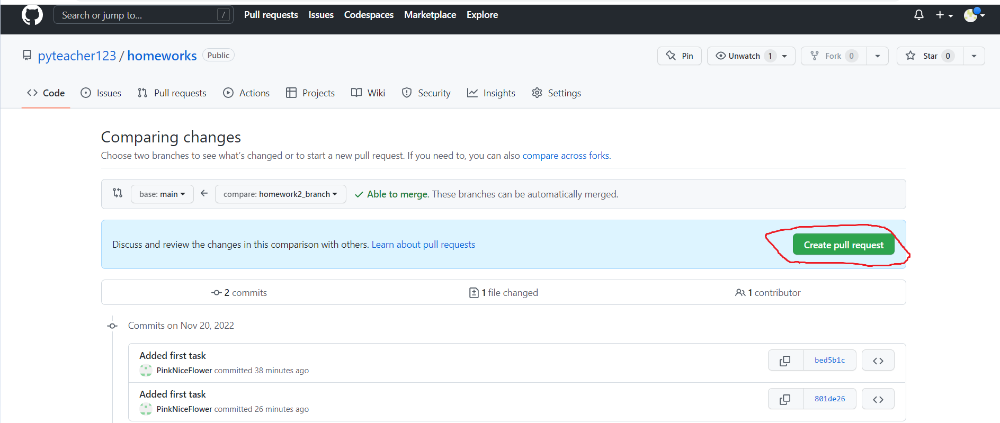 Search or jump to... / Pull requests Issues Codespaces Marketplace Explore
pyteacher123 / homeworks Public Pin Unwatch 1 Fork 0 Star 0
Code Issues Pull requests Actions Projects Wiki Security Insights Settings
Comparing changes
Choose two branches to see what's changed or to start a new pull request. If you need to, you can also compare across forks.
base: main compare: homework2_branch Able to merge. These branches can be automatically merged.
Discuss and review the changes in this comparison with others. Learn about pull requests Create pull request
2 commits 1 file changed 1 contributor
Commits on Nov 20, 2022
Added first task
PinkNiceFlower committed 38 minutes ago bed5b1c
Added first task
PinkNiceFlower committed 26 minutes ago 801de26